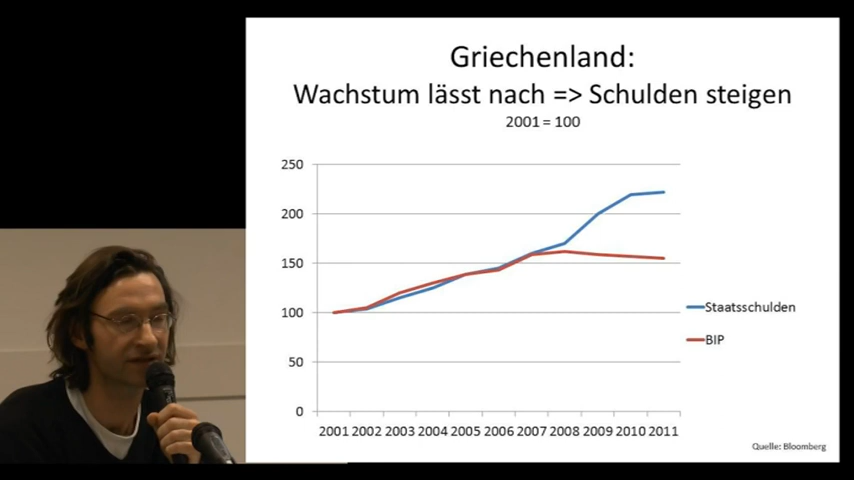 Griechenland:
Wachstum lässt nach => Schulden steigen
2001 = 100
250
200
150
100
50
0
2001 2002 2003 2004 2005 2006 2007 2008 2009 2010 2011
Staatsschulden
BIP
Quelle: Bloomberg